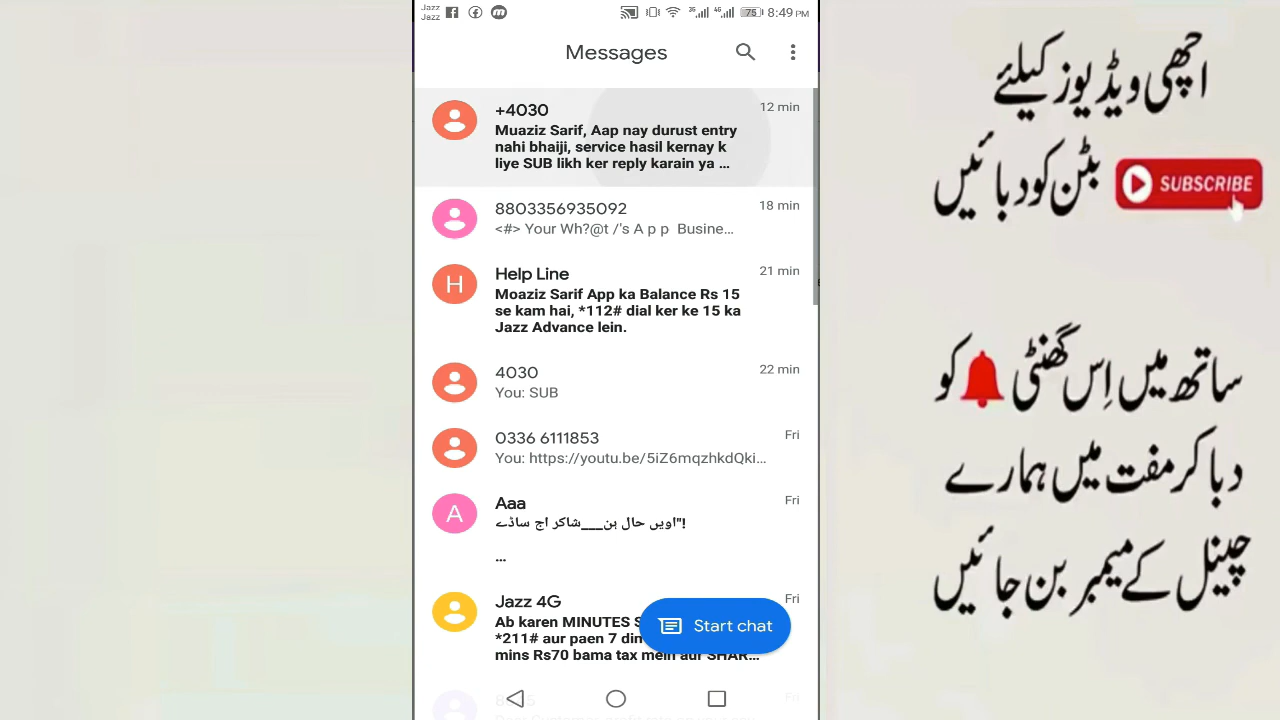 Jazz
Jazz
3G
4G
75
8:49 PM
Messages
+4030
12 min
Muaziz Sarif, Aap nay durust entry
nahi bhaiji, service hasil kernay k
liye SUB likh ker reply karain ya ...
8803356935092
18 min
<#> Your Wh?@t /'s A p p Busine...
H
Help Line
21 min
Moaziz Sarif App ka Balance Rs 15
se kam hai, *112# dial ker ke 15 ka
Jazz Advance lein.
4030
22 min
You: SUB
0336 6111853
Fri
You: https://youtu.be/5iZ6mqzhkdQki...
A
Aaa
Fri
اویں حال بن___شاکر اج ساڈے"!
...
Jazz 4G
Fri
Ab karen MINUTES S
*211# aur paen 7 din
mins Rs70 bama tax mein aur SHAR...
Start chat
Fri
اچھی ویڈیوز کیلئے
بٹن کو دبائیں
SUBSCRIBE
ساتھ میں اِس گھنٹی کو
دبا کر مفت میں ہمارے
چینل کے میمبر بن جائیں